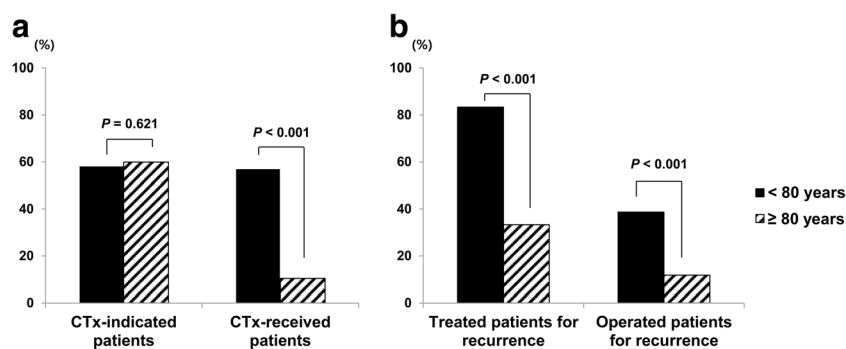 a
(%)
100
80
60
40
20
0
P = 0.621
P < 0.001
CTx-indicated
patients
CTx-received
patients
b
(%)
100
80
60
40
20
0
P < 0.001
P < 0.001
Treated patients for
recurrence
Operated patients
for recurrence
< 80 years
≥ 80 years